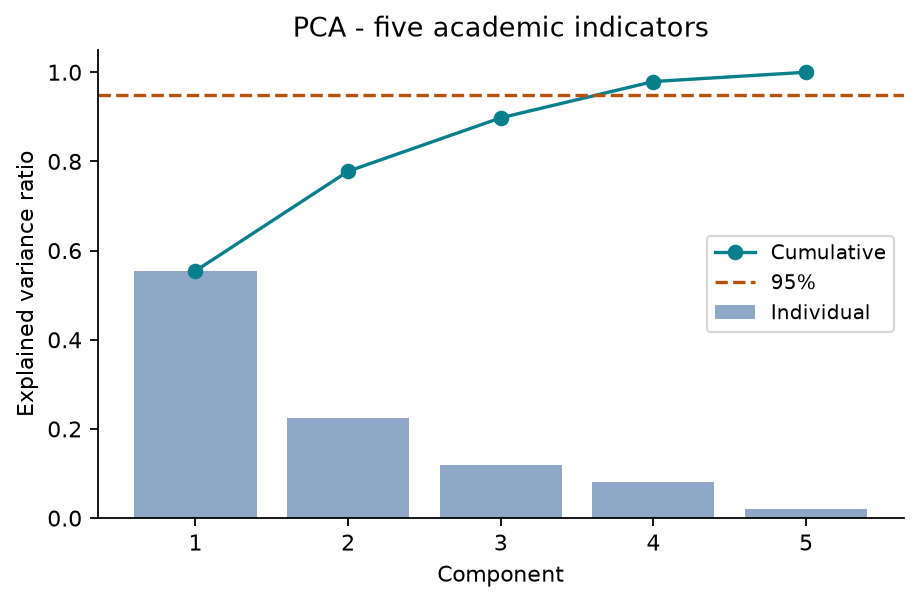 PCA - five academic indicators
Explained variance ratio
1.0
0.8
0.6
0.4
0.2
0.0
Cumulative
95%
Individual
1 2 3 4 5
Component